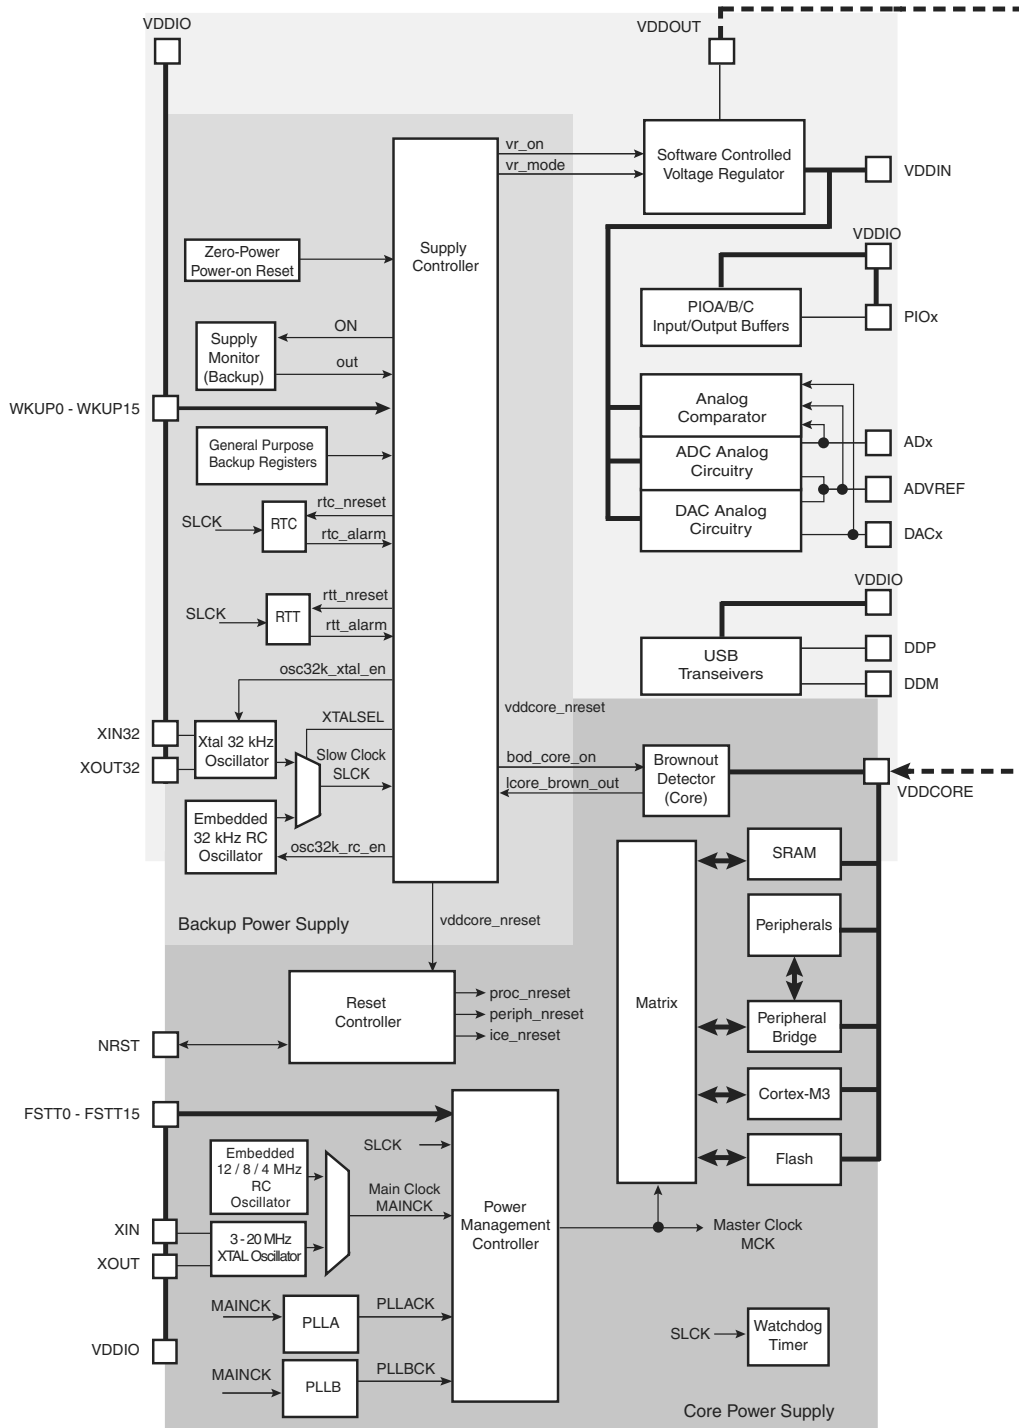 VDDIO
VDDOUT
vr_on
vr_mode
Software Controlled
Voltage Regulator
VDDIN
Supply
Controller
Zero-Power
Power-on Reset
VDDIO
PIOA/B/C
Input/Output Buffers
PIOx
ON
Supply
Monitor
(Backup)
out
WKUP0 - WKUP15
Analog
Comparator
ADx
General Purpose
Backup Registers
ADC Analog
Circuitry
ADVREF
rtc_nreset
SLCK
RTC
rtc_alarm
DAC Analog
Circuitry
DACx
VDDIO
rtt_nreset
SLCK
RTT
rtt_alarm
USB
Transeivers
DDP
DDM
osc32k_xtal_en
vddcore_nreset
XTALSEL
XIN32
Xtal 32 kHz
Oscillator
XOUT32
Slow Clock
SLCK
bod_core_on
lcore_brown_out
Brownout
Detector
(Core)
VDDCORE
Embedded
32 kHz RC
Oscillator
osc32k_rc_en
SRAM
Backup Power Supply
vddcore_nreset
Peripherals
Reset
Controller
proc_nreset
periph_nreset
ice_nreset
Matrix
Peripheral
Bridge
NRST
Cortex-M3
FSTT0 - FSTT15
SLCK
Embedded
12 / 8 / 4 MHz
RC
Oscillator
Flash
Main Clock
MAINCK
Power
Management
Controller
Master Clock
MCK
XIN
3 - 20 MHz
XTAL Oscillator
XOUT
MAINCK
PLLA
PLLACK
SLCK
Watchdog
Timer
VDDIO
MAINCK
PLLB
PLLBCK
Core Power Supply